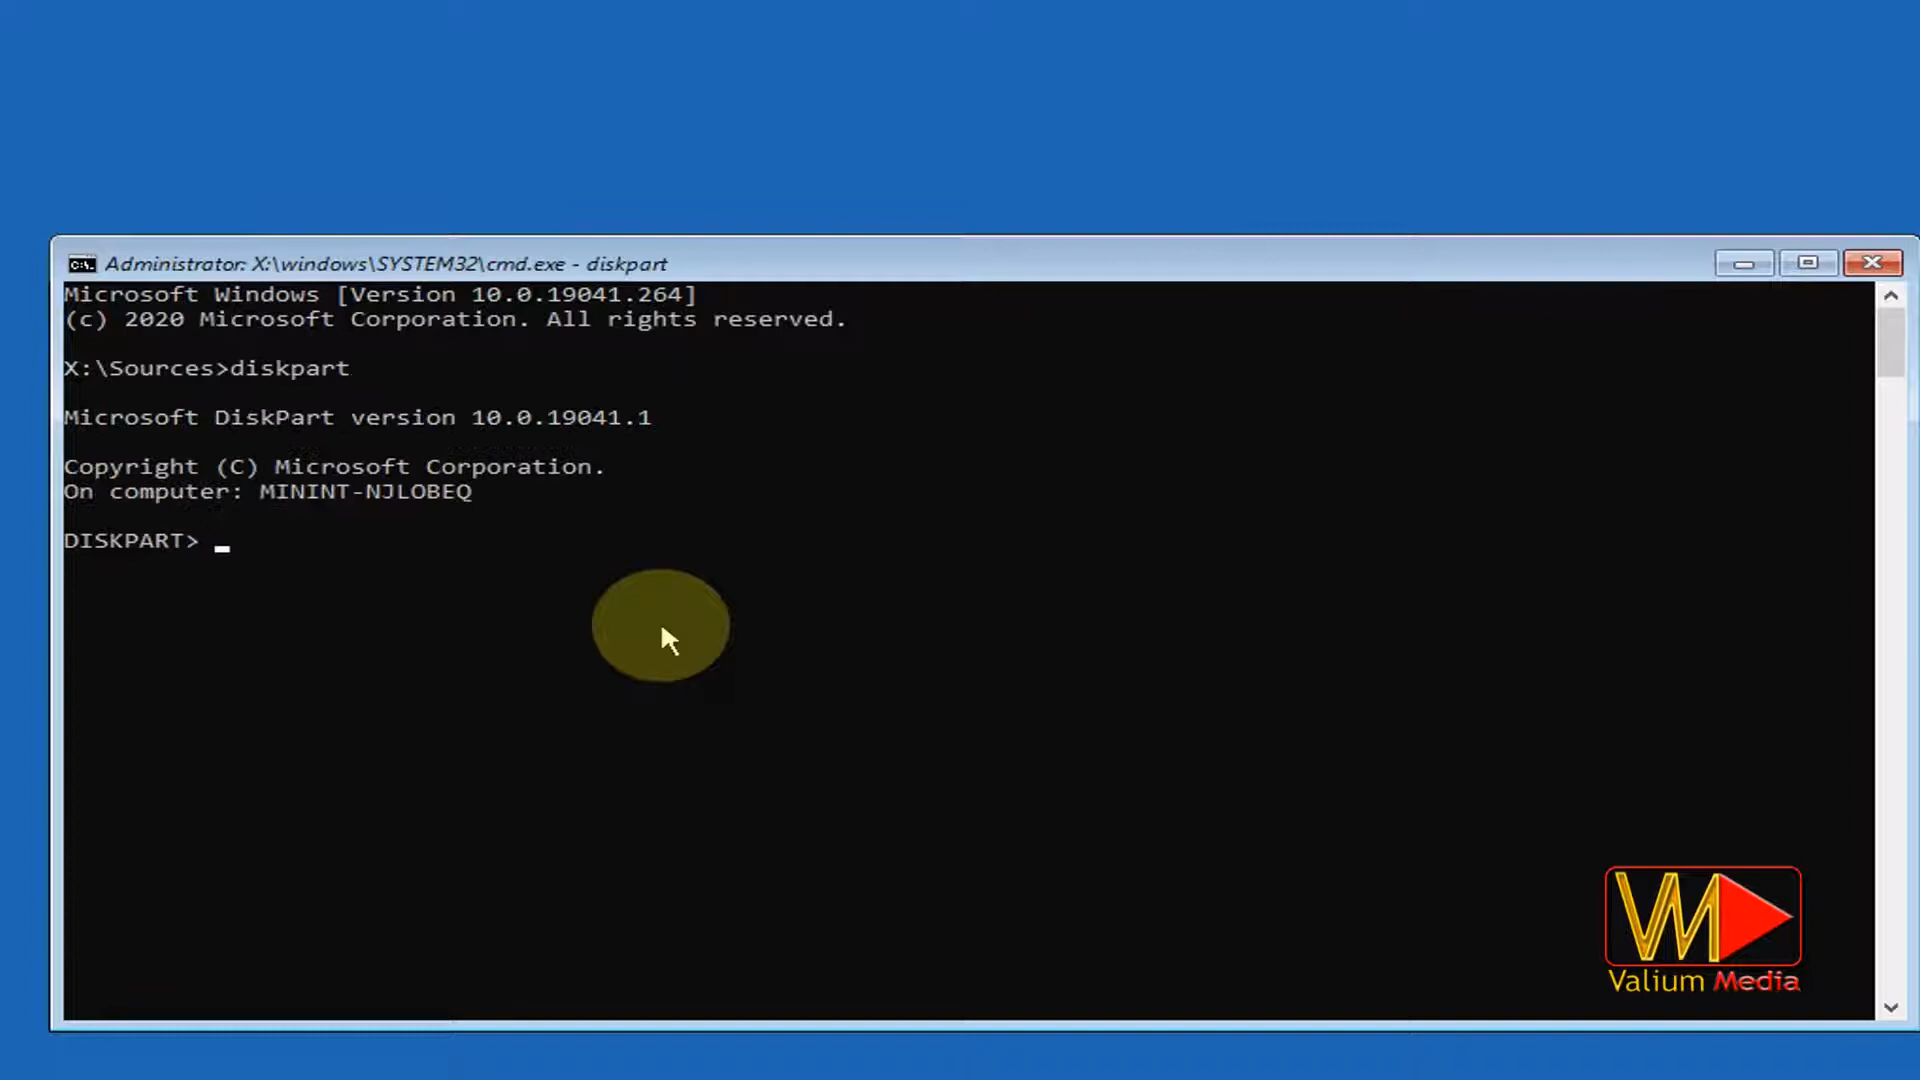 Administrator: X:\windows\SYSTEM32\cmd.exe - diskpart
Microsoft Windows [Version 10.0.19041.264]
(c) 2020 Microsoft Corporation. All rights reserved.
X:\Sources>diskpart
Microsoft DiskPart version 10.0.19041.1
Copyright (C) Microsoft Corporation.
On computer: MININT-NJLOBEQ
DISKPART>
VM
Valium Media